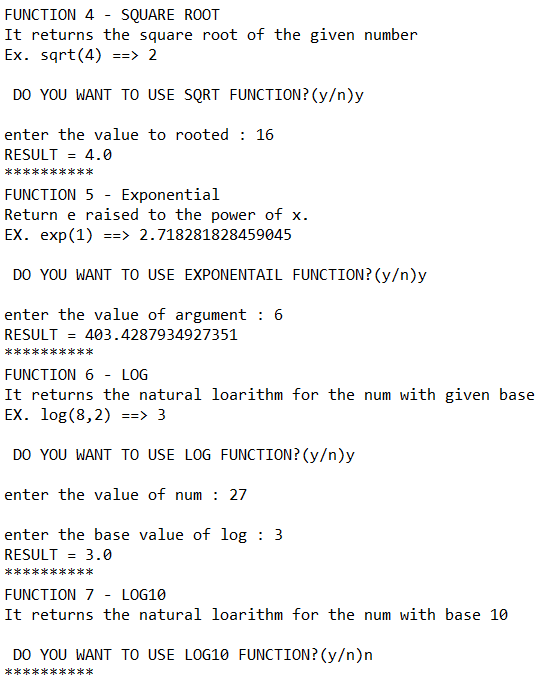 FUNCTION 4 - SQUARE ROOT
It returns the square root of the given number
Ex. sqrt(4) ==> 2
DO YOU WANT TO USE SQRT FUNCTION?(y/n)y
enter the value to rooted : 16
RESULT = 4.0
**********
FUNCTION 5 - Exponential
Return e raised to the power of x.
EX. exp(1) ==> 2.718281828459045
DO YOU WANT TO USE EXPONENTAIL FUNCTION?(y/n)y
enter the value of argument : 6
RESULT = 403.4287934927351
**********
FUNCTION 6 - LOG
It returns the natural loarithm for the num with given base
EX. log(8,2) ==> 3
DO YOU WANT TO USE LOG FUNCTION?(y/n)y
enter the value of num : 27
enter the base value of log : 3
RESULT = 3.0
**********
FUNCTION 7 - LOG10
It returns the natural loarithm for the num with base 10
DO YOU WANT TO USE LOG10 FUNCTION?(y/n)n
**********